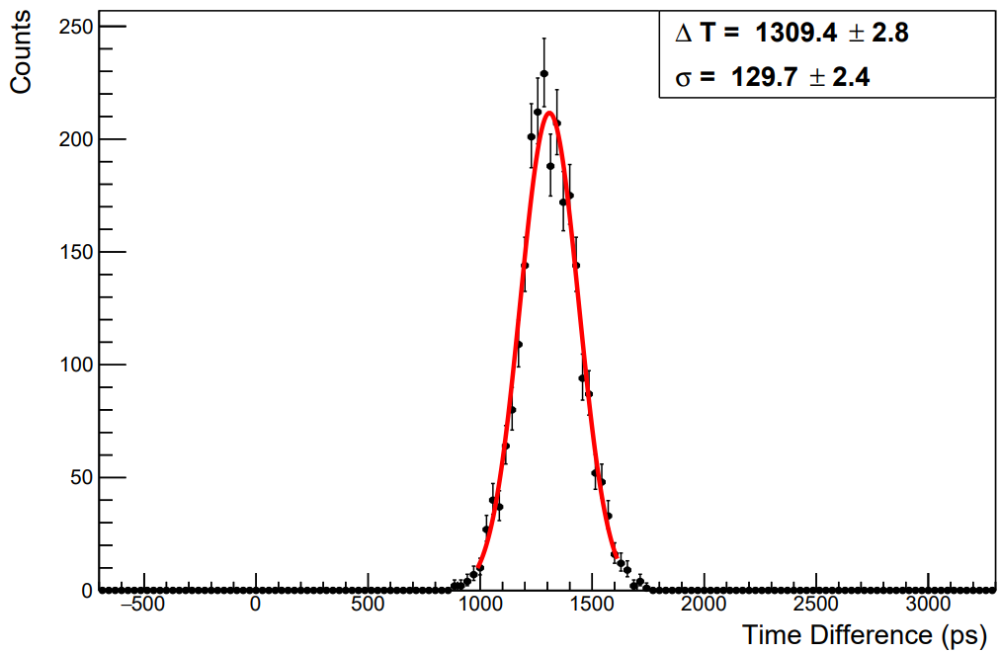 Counts
Δ T = 1309.4 ± 2.8
σ = 129.7 ± 2.4
250
200
150
100
50
0
−500 0 500 1000 1500 2000 2500 3000
Time Difference (ps)